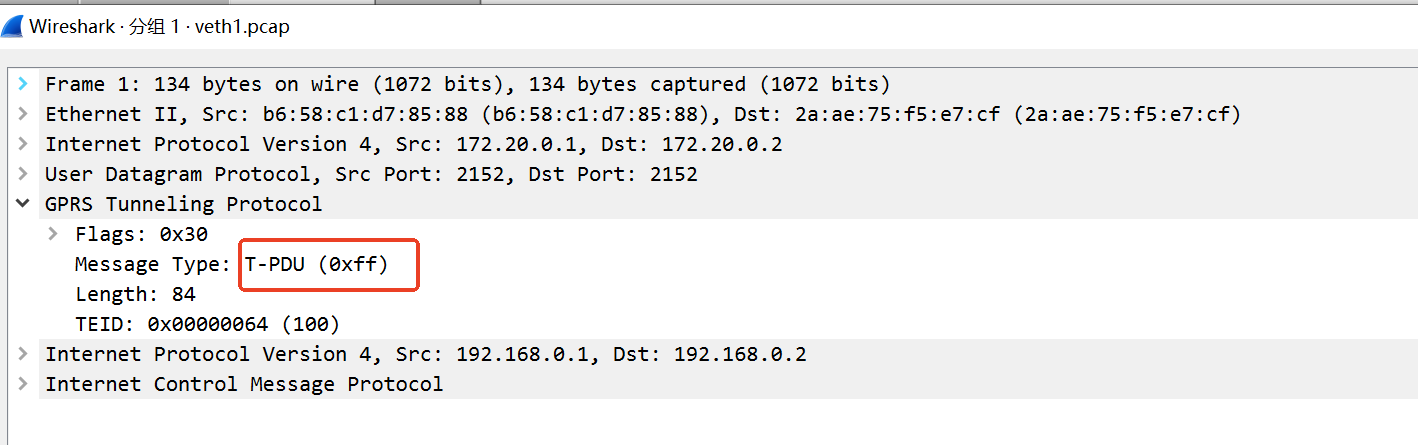 Wireshark · 分组 1 · veth1.pcap
Frame 1: 134 bytes on wire (1072 bits), 134 bytes captured (1072 bits)
Ethernet II, Src: b6:58:c1:d7:85:88 (b6:58:c1:d7:85:88), Dst: 2a:ae:75:f5:e7:cf (2a:ae:75:f5:e7:cf)
Internet Protocol Version 4, Src: 172.20.0.1, Dst: 172.20.0.2
User Datagram Protocol, Src Port: 2152, Dst Port: 2152
GPRS Tunneling Protocol
Flags: 0x30
Message Type: T-PDU (0xff)
Length: 84
TEID: 0x00000064 (100)
Internet Protocol Version 4, Src: 192.168.0.1, Dst: 192.168.0.2
Internet Control Message Protocol